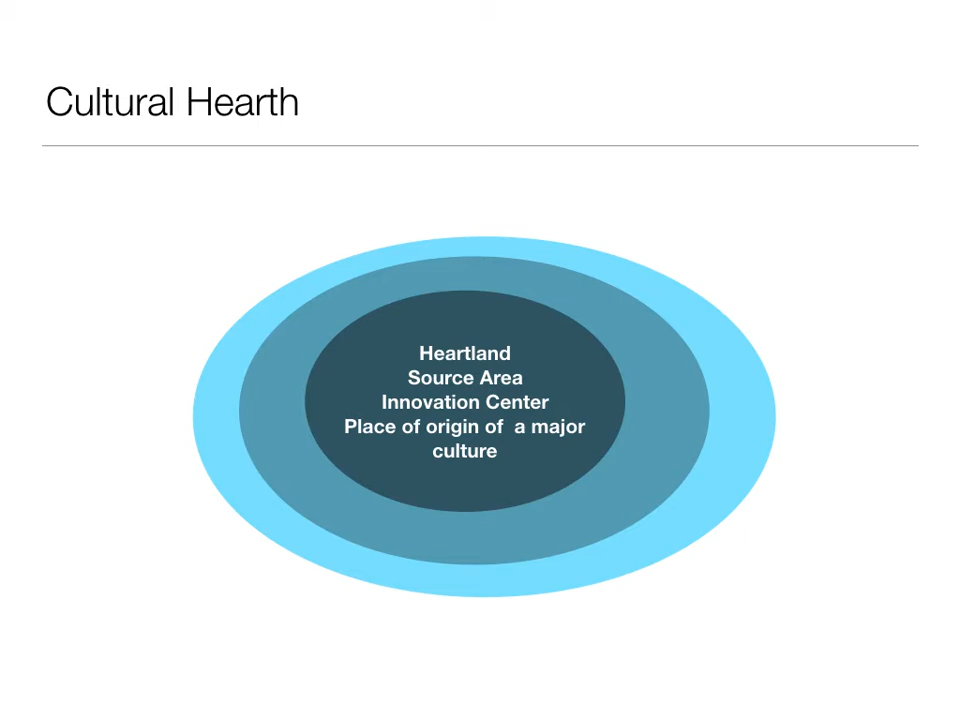 Cultural Hearth
Heartland
Source Area
Innovation Center
Place of origin of  a major
culture